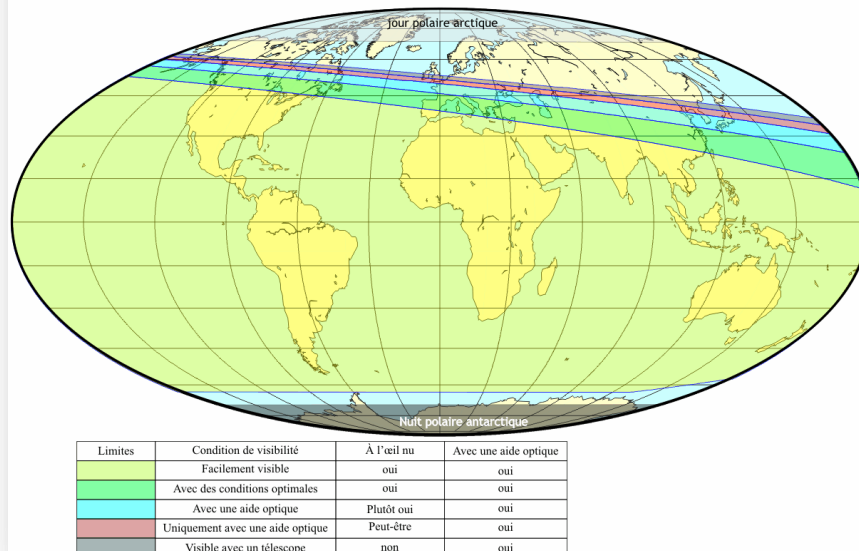 jour polaire arctique
Nuit polaire antarctique
Limites Condition de visibilité À l’œil nu Avec une aide optique
Facilement visible oui oui
Avec des conditions optimales oui oui
Avec une aide optique Plutôt oui oui
Uniquement avec une aide optique Peut-être oui
Visible avec un télescope non oui